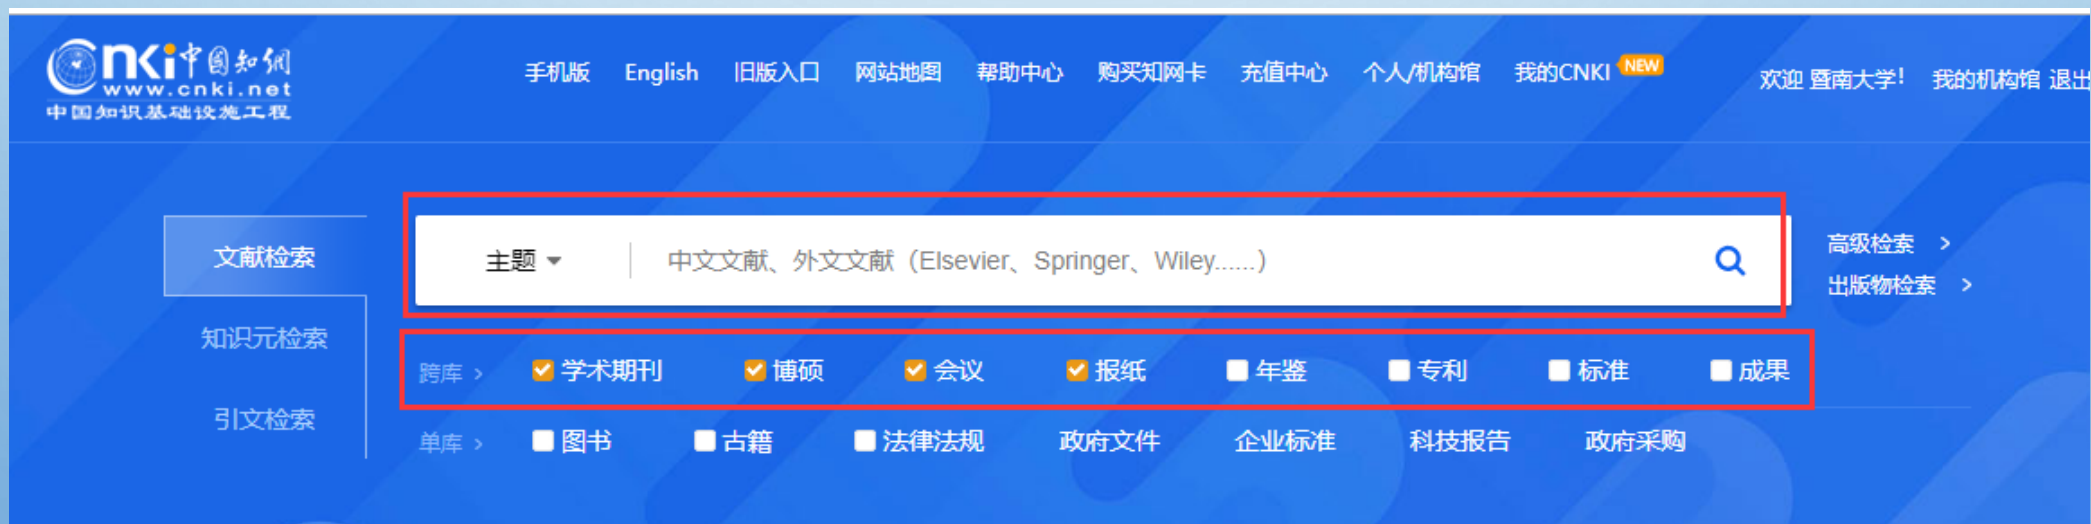 cnki中国知网
www.cnki.net
中国知识基础设施工程
手机版 English 旧版入口 网站地图 帮助中心 购买知网卡 充值中心 个人/机构馆 我的CNKI NEW 欢迎 暨南大学! 我的机构馆 退出
文献检索
知识元检索
引文检索
主题 中文文献、外文文献（Elsevier、Springer、Wiley......）
高级检索 >
出版物检索 >
跨库 > 学术期刊 博硕 会议 报纸 年鉴 专利 标准 成果
单库 > 图书 古籍 法律法规 政府文件 企业标准 科技报告 政府采购